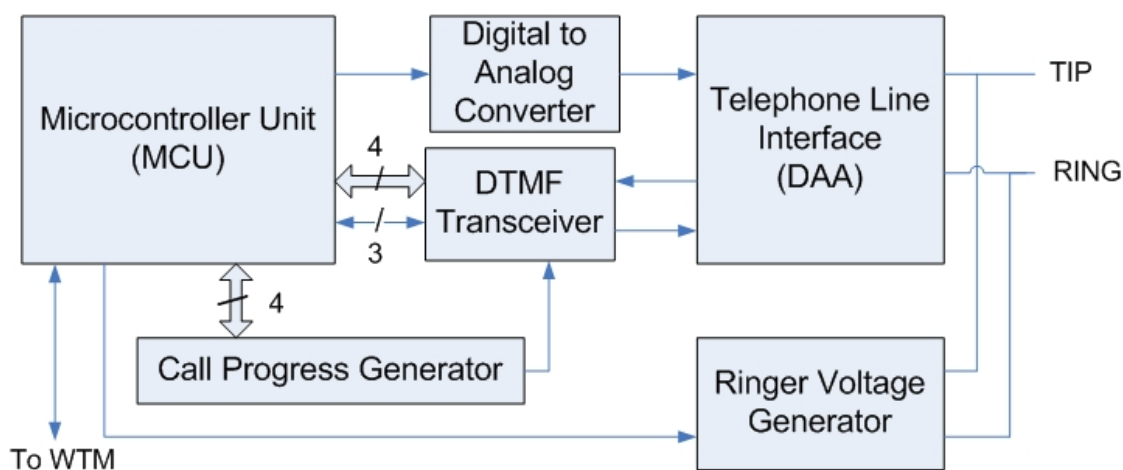 Microcontroller Unit
(MCU)
Digital to
Analog
Converter
Telephone Line
Interface
(DAA)
TIP
RING
4
DTMF
Transceiver
3
4
Call Progress Generator
Ringer Voltage
Generator
To WTM